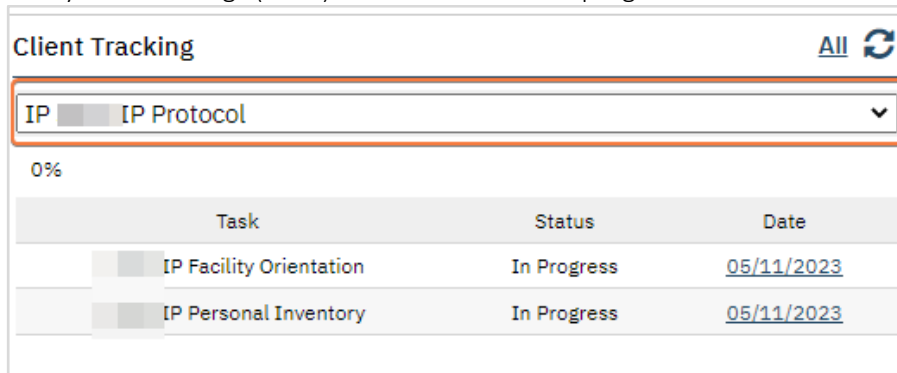 Client Tracking All
IP IP Protocol
0%
Task Status Date
IP Facility Orientation In Progress 05/11/2023
IP Personal Inventory In Progress 05/11/2023